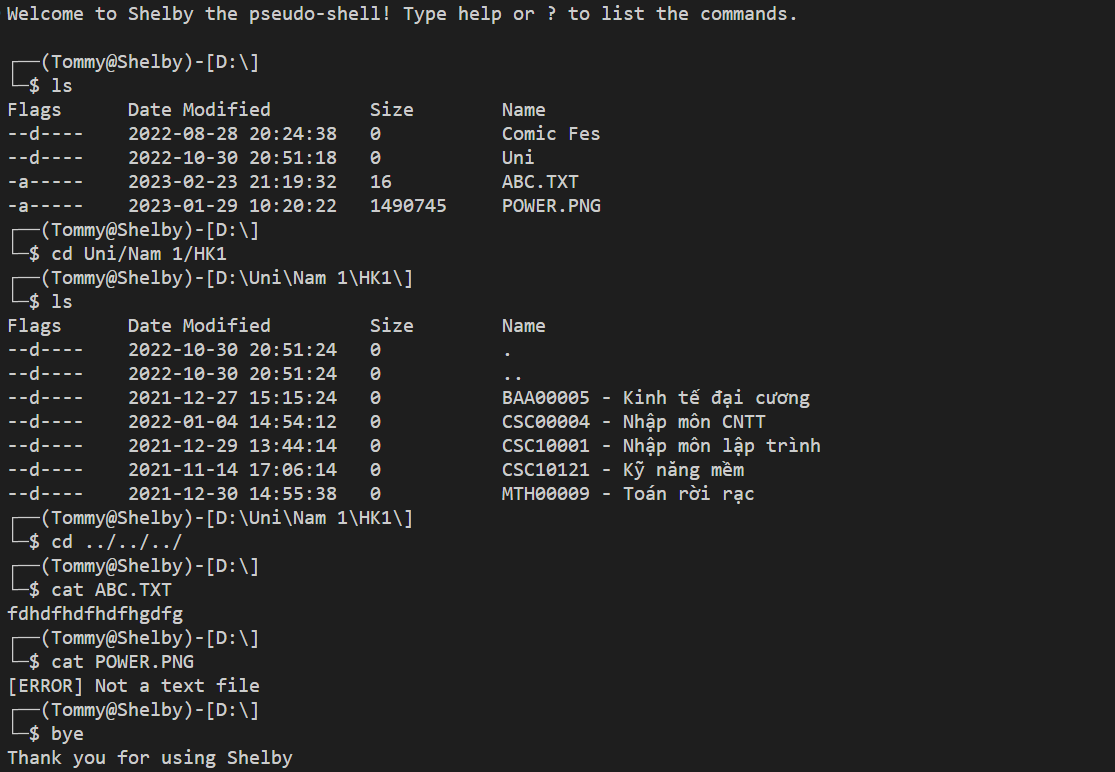 Welcome to Shelby the pseudo-shell! Type help or ? to list the commands.

┌──(Tommy@Shelby)-[D:\]
└─$ ls
Flags      Date Modified         Size        Name
--d----    2022-08-28 20:24:38   0           Comic Fes
--d----    2022-10-30 20:51:18   0           Uni
-a-----    2023-02-23 21:19:32   16          ABC.TXT
-a-----    2023-01-29 10:20:22   1490745     POWER.PNG
┌──(Tommy@Shelby)-[D:\]
└─$ cd Uni/Nam 1/HK1
┌──(Tommy@Shelby)-[D:\Uni\Nam 1\HK1\]
└─$ ls
Flags      Date Modified         Size        Name
--d----    2022-10-30 20:51:24   0           .
--d----    2022-10-30 20:51:24   0           ..
--d----    2021-12-27 15:15:24   0           BAA00005 - Kinh tế đại cương
--d----    2022-01-04 14:54:12   0           CSC00004 - Nhập môn CNTT
--d----    2021-12-29 13:44:14   0           CSC10001 - Nhập môn lập trình
--d----    2021-11-14 17:06:14   0           CSC10121 - Kỹ năng mềm
--d----    2021-12-30 14:55:38   0           MTH00009 - Toán rời rạc
┌──(Tommy@Shelby)-[D:\Uni\Nam 1\HK1\]
└─$ cd ../../../
┌──(Tommy@Shelby)-[D:\]
└─$ cat ABC.TXT
fdhdfhdfhdfhgdfg
┌──(Tommy@Shelby)-[D:\]
└─$ cat POWER.PNG
[ERROR] Not a text file
┌──(Tommy@Shelby)-[D:\]
└─$ bye
Thank you for using Shelby